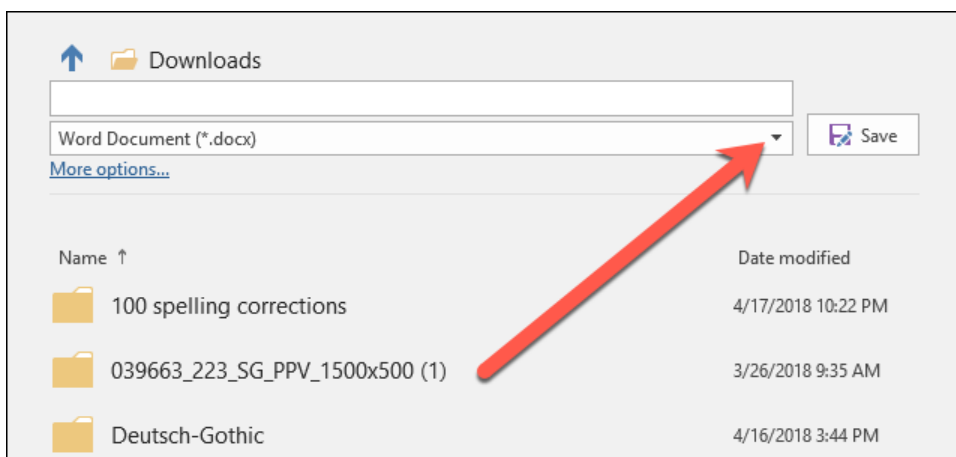 Downloads
Word Document (*.docx)
Save
More options...
Name ↑ Date modified
100 spelling corrections 4/17/2018 10:22 PM
039663_223_SG_PPV_1500x500 (1) 3/26/2018 9:35 AM
Deutsch-Gothic 4/16/2018 3:44 PM